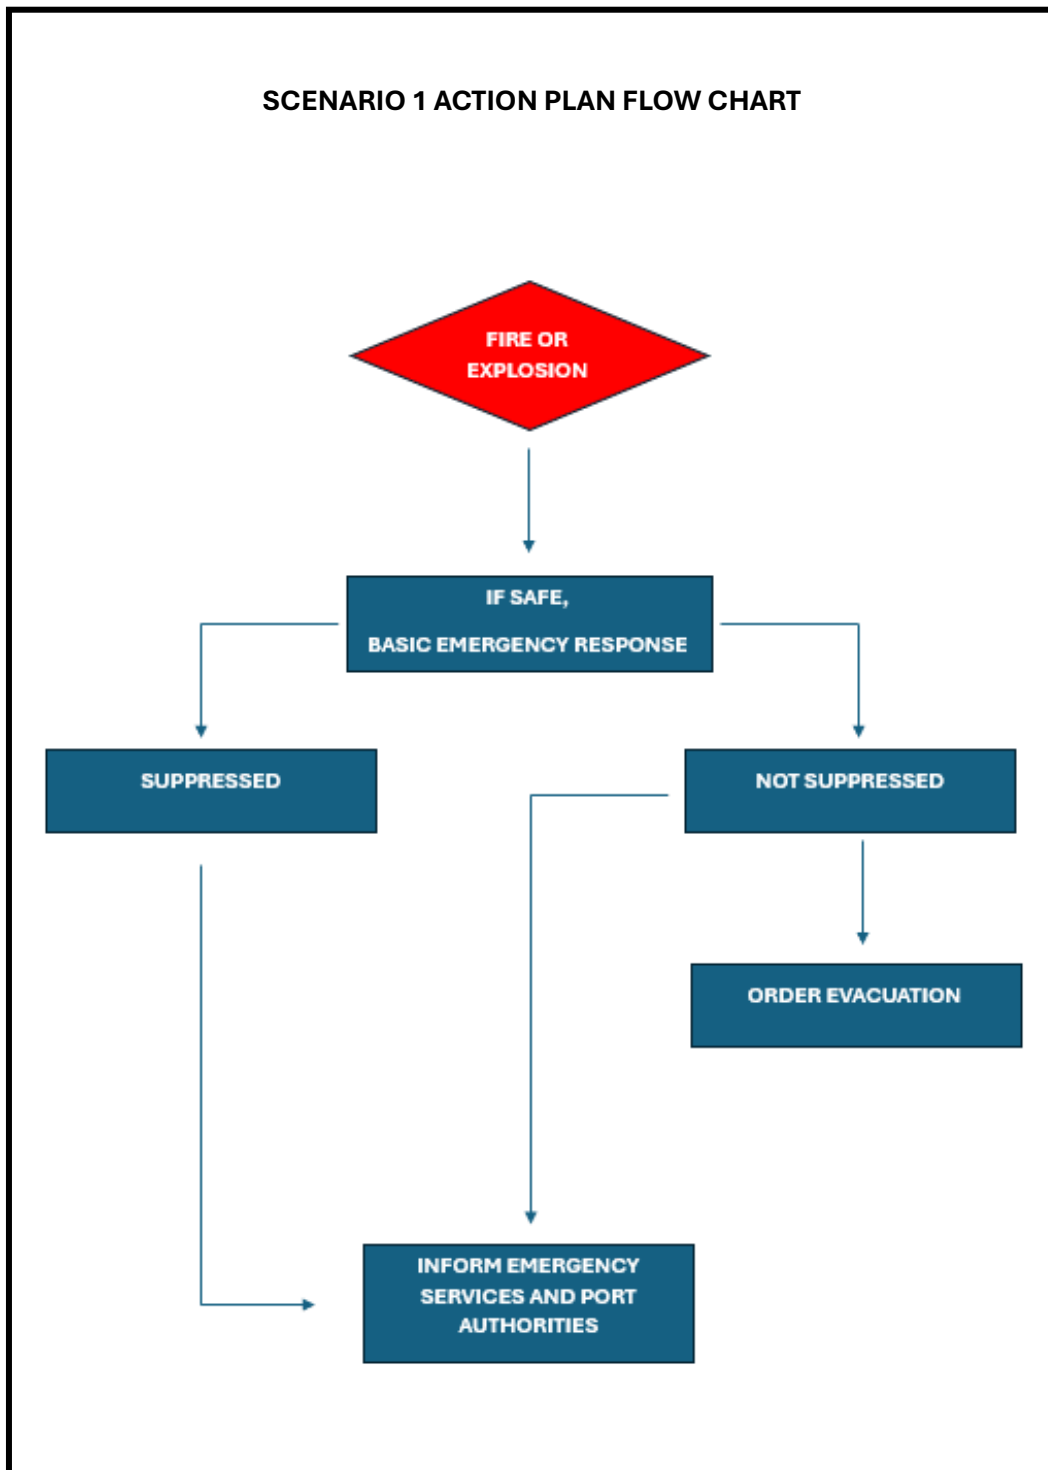 SCENARIO 1 ACTION PLAN FLOW CHART
FIRE OR
EXPLOSION
IF SAFE,
BASIC EMERGENCY RESPONSE
SUPPRESSED
NOT SUPPRESSED
ORDER EVACUATION
INFORM EMERGENCY
SERVICES AND PORT
AUTHORITIES